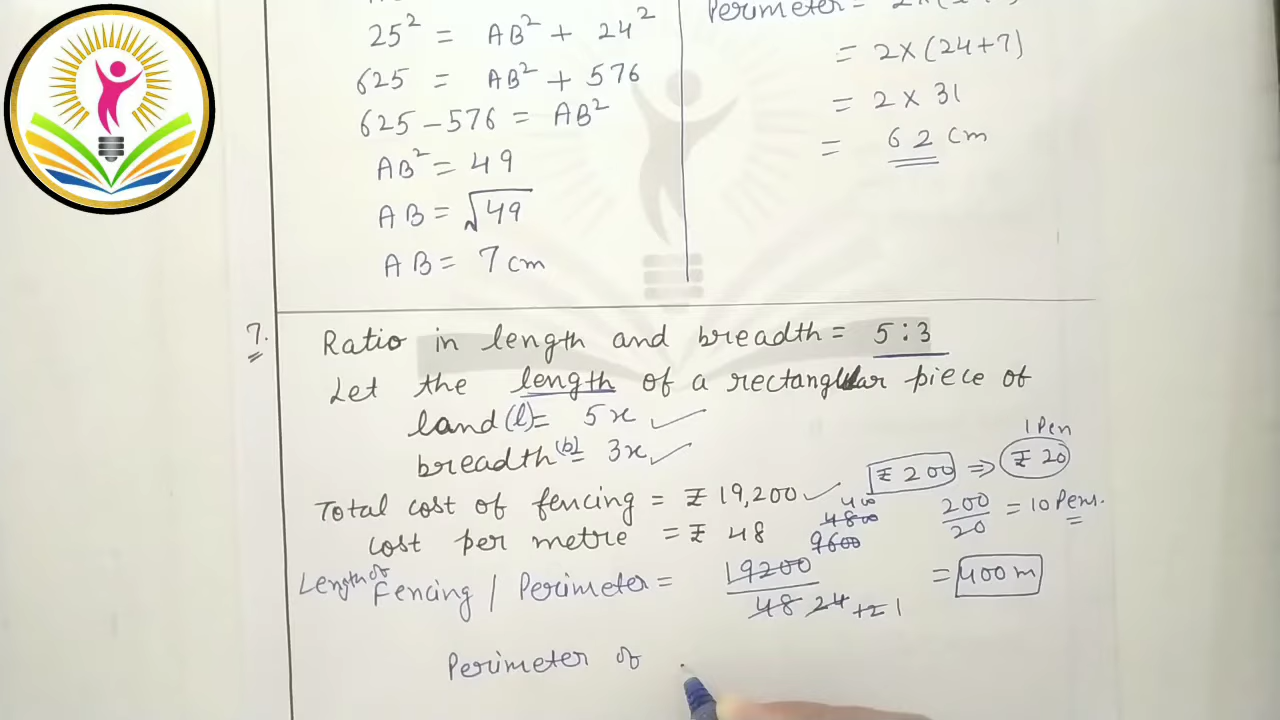 25² = AB² + 24²
625 = AB² + 576
625 – 576 = AB²
AB² = 49
AB = √49
AB = 7 cm
Perimeter =
= 2 × (24+7)
= 2 × 31
= 62 cm
7.
Ratio in length and breadth = 5:3
Let the length of a rectangular piece of
land (l) = 5x ✓
breadth (b) = 3x ✓
Total cost of fencing = ₹ 19,200 ✓
cost per metre = ₹ 48
₹ 200 ⇒ ₹ 20
1 Pen
200/20 = 10 Pens.
400
4800
9600
Length of Fencing / Perimeter = 19200/48 24 = 400 m
Perimeter of